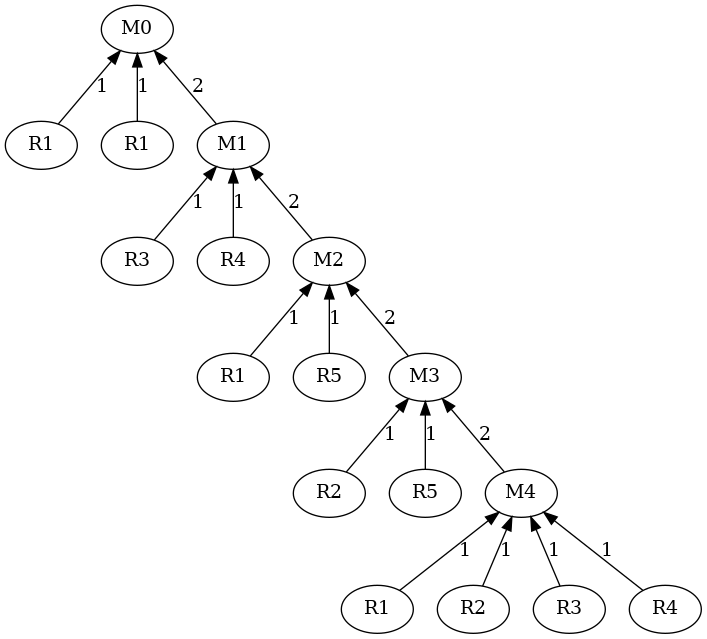 M0
1 1 2
R1 R1 M1
1 1 2
R3 R4 M2
1 1 2
R1 R5 M3
1 1 2
R2 R5 M4
1 1 1 1
R1 R2 R3 R4